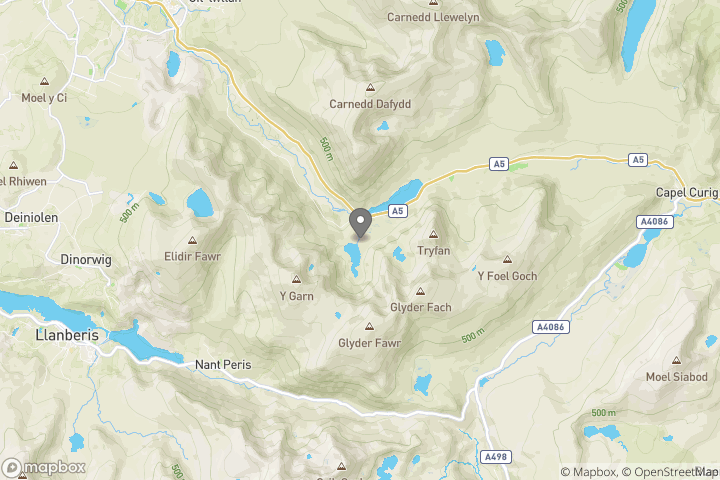 Carnedd Llewelyn
Moel y Ci
Carnedd Dafydd
500 m
A5
A5
el Rhiwen
Capel Curig
500 m
A5
Deiniolen
A4086
Dinorwig
Elidir Fawr
Tryfan
Y Foel Goch
Y Garn
Glyder Fach
A4086
Llanberis
Glyder Fawr
500 m
Nant Peris
Moel Siabod
500 m
A498
mapbox
© Mapbox, © OpenStreetMap